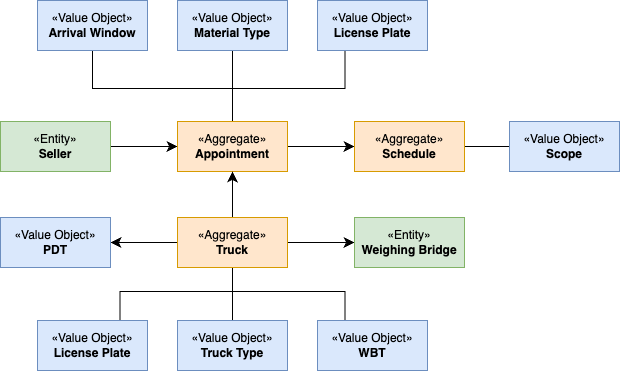 «Value Object»
Arrival Window
«Value Object»
Material Type
«Value Object»
License Plate
«Entity»
Seller
«Aggregate»
Appointment
«Aggregate»
Schedule
«Value Object»
Scope
«Value Object»
PDT
«Aggregate»
Truck
«Entity»
Weighing Bridge
«Value Object»
License Plate
«Value Object»
Truck Type
«Value Object»
WBT